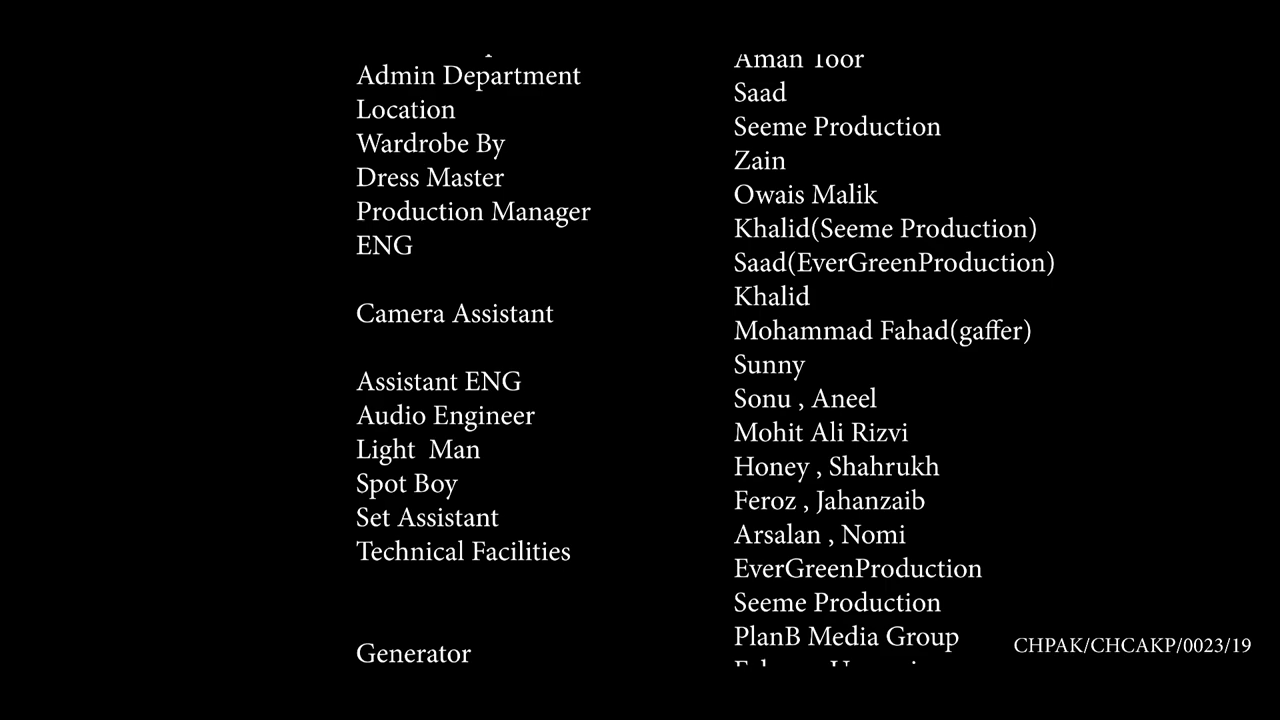 Aman Toor
Admin Department Saad
Location Seeme Production
Wardrobe By Zain
Dress Master Owais Malik
Production Manager Khalid(Seeme Production)
ENG Saad(EverGreenProduction)
Khalid
Camera Assistant Mohammad Fahad(gaffer)
Sunny
Assistant ENG Sonu , Aneel
Audio Engineer Mohit Ali Rizvi
Light  Man Honey , Shahrukh
Spot Boy Feroz , Jahanzaib
Set Assistant Arsalan , Nomi
Technical Facilities EverGreenProduction
Seeme Production
PlanB Media Group
CHPAK/CHCAKP/0023/19
Generator